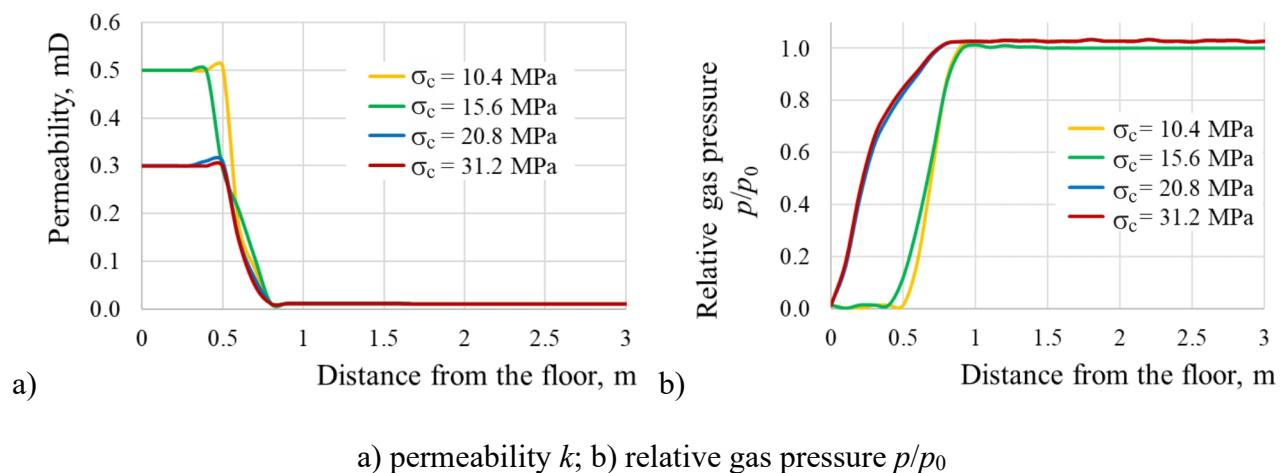 Permeability, mD
0.6
0.5
0.4
0.3
0.2
0.1
0.0
σc = 10.4 MPa
σc = 15.6 MPa
σc = 20.8 MPa
σc = 31.2 MPa
0 0.5 1 1.5 2 2.5 3
Distance from the floor, m
a)
Relative gas pressure
p/p0
1.0
0.8
0.6
0.4
0.2
0.0
σc = 10.4 MPa
σc = 15.6 MPa
σc = 20.8 MPa
σc = 31.2 MPa
0 0.5 1 1.5 2 2.5 3
Distance from the floor, m
b)
a) permeability k; b) relative gas pressure p/p0